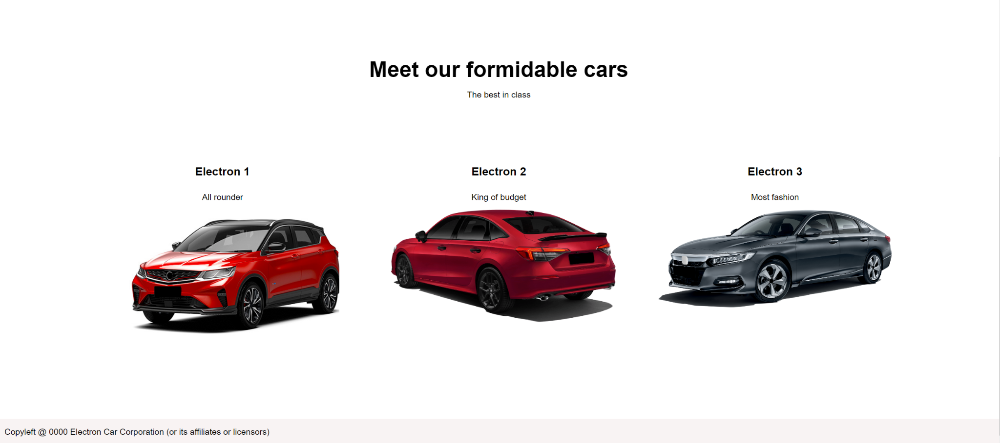 Meet our formidable cars
The best in class
Electron 1
All rounder
Electron 2
King of budget
Electron 3
Most fashion
Copyleft @ 0000 Electron Car Corporation (or its affiliates or licensors)